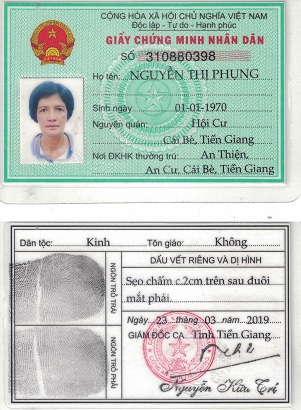 CỘNG HÒA XÃ HỘI CHỦ NGHĨA VIỆT NAM
Độc lập - Tự do - Hạnh phúc
GIẤY CHỨNG MINH NHÂN DÂN
SỐ 310880398
Họ tên: NGUYỄN THỊ PHỤNG
Sinh ngày 01-01-1970
Nguyên quán: Hội Cư
Cái Bè, Tiền Giang
Nơi ĐKHK thường trú: An Thiện,
An Cư, Cái Bè, Tiền Giang
Dân tộc: Kinh Tôn giáo: Không
NGÓN TRỎ TRÁI
NGÓN TRỎ PHẢI
DẤU VẾT RIÊNG VÀ DỊ HÌNH
Sẹo chấm c.2cm trên sau đuôi
mắt phải.
Ngày 23 tháng 03 năm 2019
GIÁM ĐỐC CA Tỉnh Tiền Giang
Nguyễn Hữu Trí